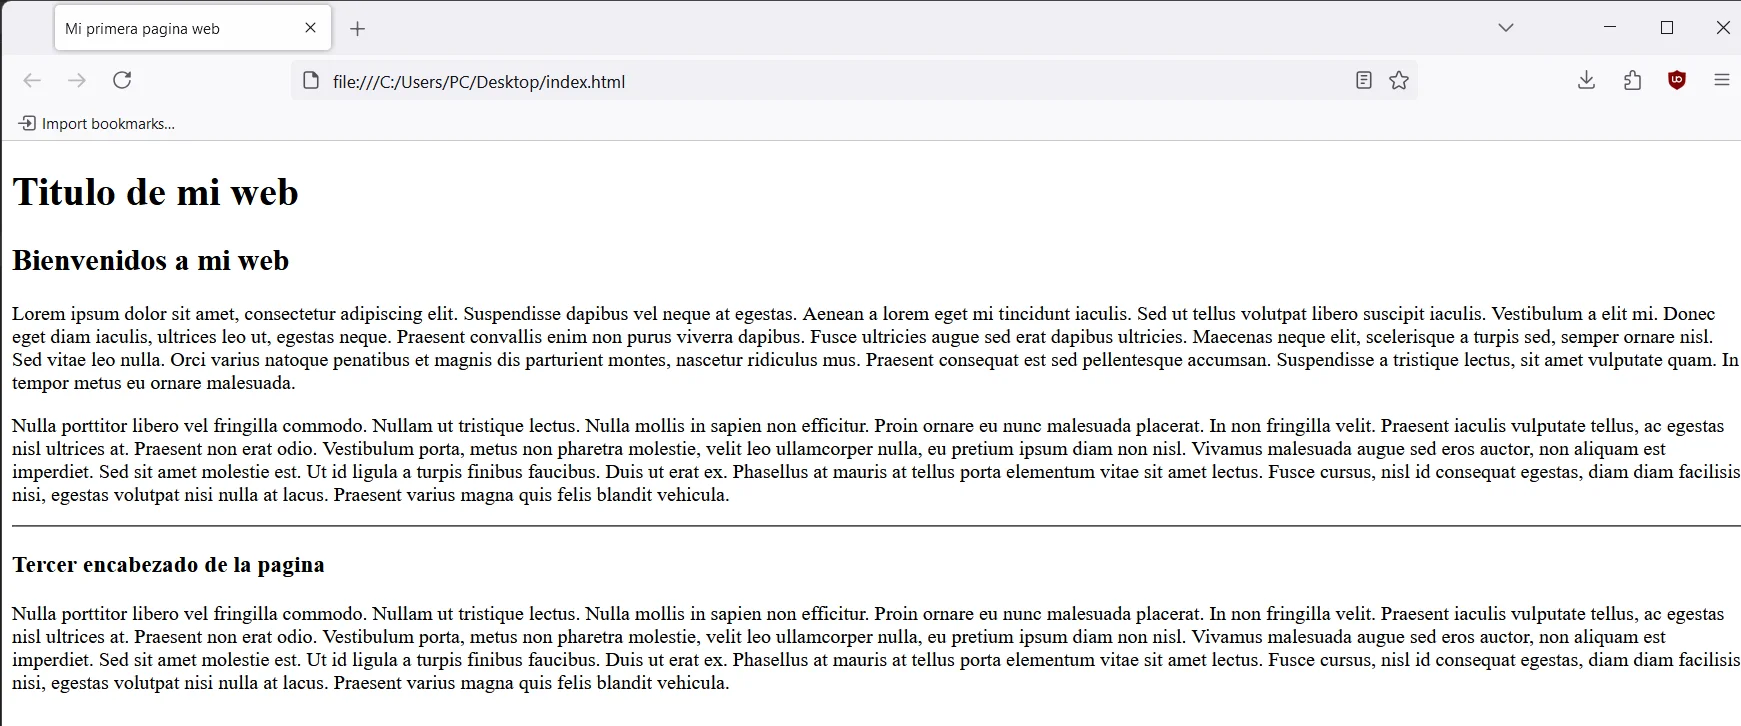 Mi primera pagina web
file:///C:/Users/PC/Desktop/index.html
Import bookmarks...
Titulo de mi web
Bienvenidos a mi web
Lorem ipsum dolor sit amet, consectetur adipiscing elit. Suspendisse dapibus vel neque at egestas. Aenean a lorem eget mi tincidunt iaculis. Sed ut tellus volutpat libero suscipit iaculis. Vestibulum a elit mi. Donec
eget diam iaculis, ultrices leo ut, egestas neque. Praesent convallis enim non purus viverra dapibus. Fusce ultricies augue sed erat dapibus ultricies. Maecenas neque elit, scelerisque a turpis sed, semper ornare nisl.
Sed vitae leo nulla. Orci varius natoque penatibus et magnis dis parturient montes, nascetur ridiculus mus. Praesent consequat est sed pellentesque accumsan. Suspendisse a tristique lectus, sit amet vulputate quam. In
tempor metus eu ornare malesuada.
Nulla porttitor libero vel fringilla commodo. Nullam ut tristique lectus. Nulla mollis in sapien non efficitur. Proin ornare eu nunc malesuada placerat. In non fringilla velit. Praesent iaculis vulputate tellus, ac egestas
nisl ultrices at. Praesent non erat odio. Vestibulum porta, metus non pharetra molestie, velit leo ullamcorper nulla, eu pretium ipsum diam non nisl. Vivamus malesuada augue sed eros auctor, non aliquam est
imperdiet. Sed sit amet molestie est. Ut id ligula a turpis finibus faucibus. Duis ut erat ex. Phasellus at mauris at tellus porta elementum vitae sit amet lectus. Fusce cursus, nisl id consequat egestas, diam diam facilisis
nisi, egestas volutpat nisi nulla at lacus. Praesent varius magna quis felis blandit vehicula.
Tercer encabezado de la pagina
Nulla porttitor libero vel fringilla commodo. Nullam ut tristique lectus. Nulla mollis in sapien non efficitur. Proin ornare eu nunc malesuada placerat. In non fringilla velit. Praesent iaculis vulputate tellus, ac egestas
nisl ultrices at. Praesent non erat odio. Vestibulum porta, metus non pharetra molestie, velit leo ullamcorper nulla, eu pretium ipsum diam non nisl. Vivamus malesuada augue sed eros auctor, non aliquam est
imperdiet. Sed sit amet molestie est. Ut id ligula a turpis finibus faucibus. Duis ut erat ex. Phasellus at mauris at tellus porta elementum vitae sit amet lectus. Fusce cursus, nisl id consequat egestas, diam diam facilisis
nisi, egestas volutpat nisi nulla at lacus. Praesent varius magna quis felis blandit vehicula.